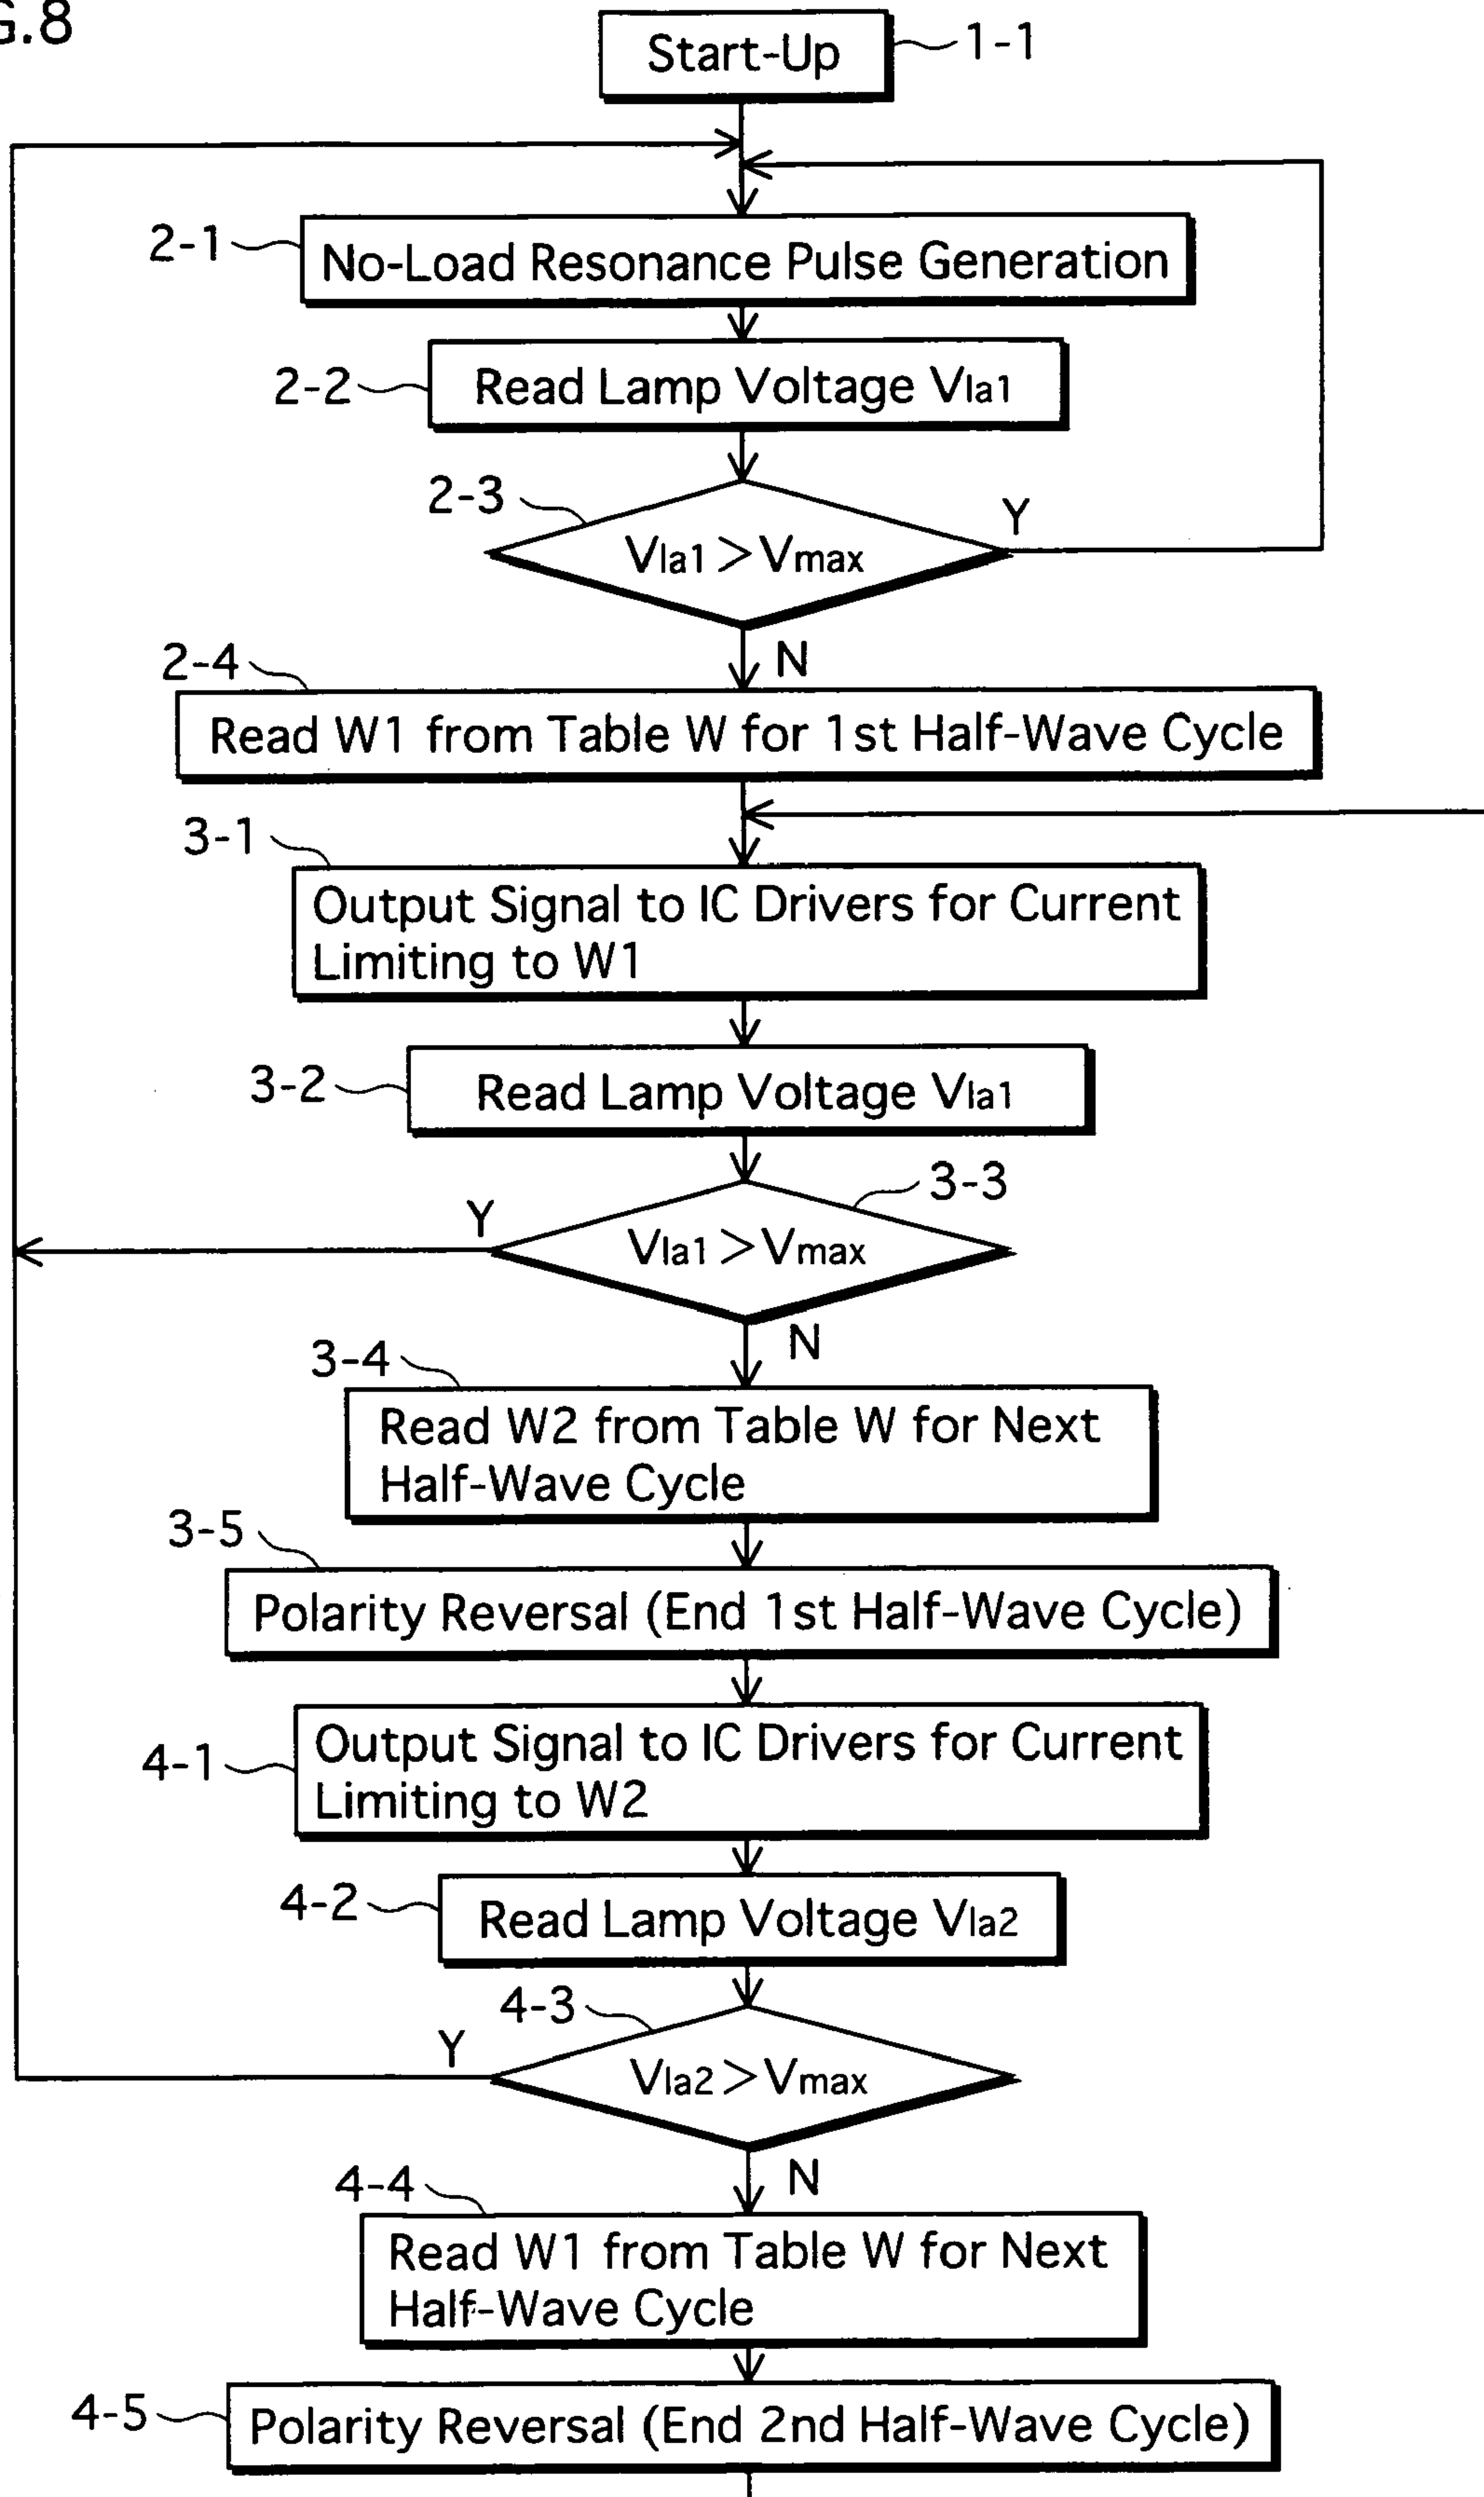 G.8
Start-Up
1-1
2-1
No-Load Resonance Pulse Generation
2-2
Read Lamp Voltage Vla1
2-3
Vla1 > Vmax
Y
N
2-4
Read W1 from Table W for 1st Half-Wave Cycle
3-1
Output Signal to IC Drivers for Current
Limiting to W1
3-2
Read Lamp Voltage Vla1
3-3
Y
Vla1 > Vmax
N
3-4
Read W2 from Table W for Next
Half-Wave Cycle
3-5
Polarity Reversal (End 1st Half-Wave Cycle)
4-1
Output Signal to IC Drivers for Current
Limiting to W2
4-2
Read Lamp Voltage Vla2
4-3
Y
Vla2 > Vmax
N
4-4
Read W1 from Table W for Next
Half-Wave Cycle
4-5
Polarity Reversal (End 2nd Half-Wave Cycle)